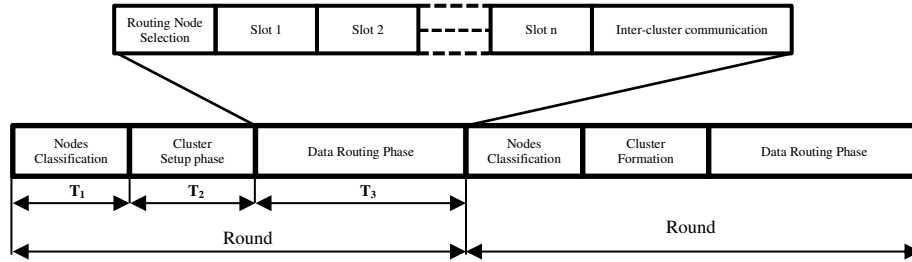 Routing Node
Selection
Slot 1
Slot 2
Slot n
Inter-cluster communication
Nodes
Classification
Cluster
Setup phase
Data Routing Phase
Nodes
Classification
Cluster
Formation
Data Routing Phase
T₁
T₂
T₃
Round
Round